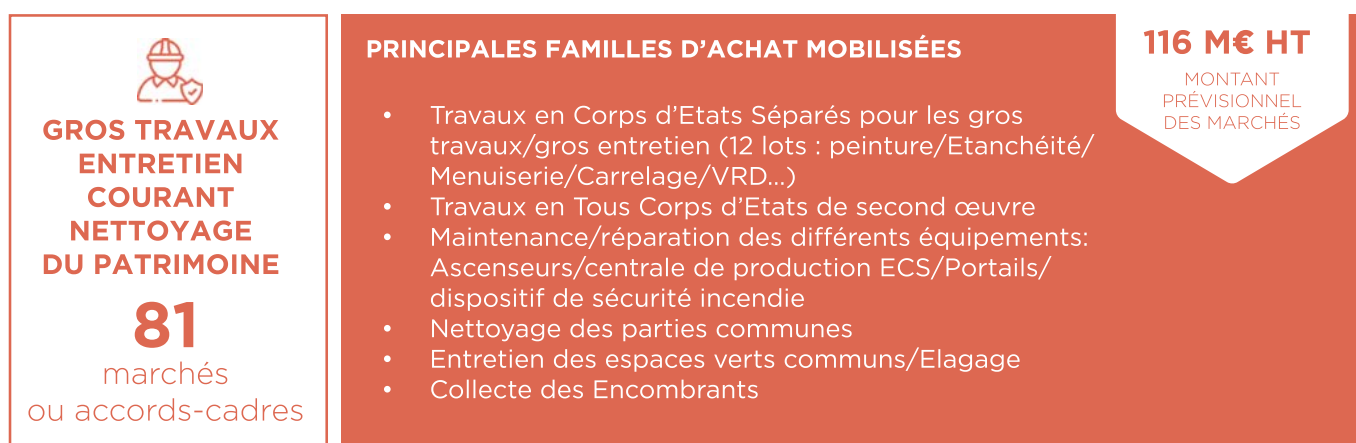 GROS TRAVAUX
ENTRETIEN
COURANT
NETTOYAGE
DU PATRIMOINE
81
marchés
ou accords-cadres
PRINCIPALES FAMILLES D’ACHAT MOBILISÉES
• Travaux en Corps d’Etats Séparés pour les gros
travaux/gros entretien (12 lots : peinture/Etanchéité/
Menuiserie/Carrelage/VRD...)
• Travaux en Tous Corps d’Etats de second œuvre
• Maintenance/réparation des différents équipements:
Ascenseurs/centrale de production ECS/Portails/
dispositif de sécurité incendie
• Nettoyage des parties communes
• Entretien des espaces verts communs/Elagage
• Collecte des Encombrants
116 M€ HT
MONTANT
PRÉVISIONNEL
DES MARCHÉS